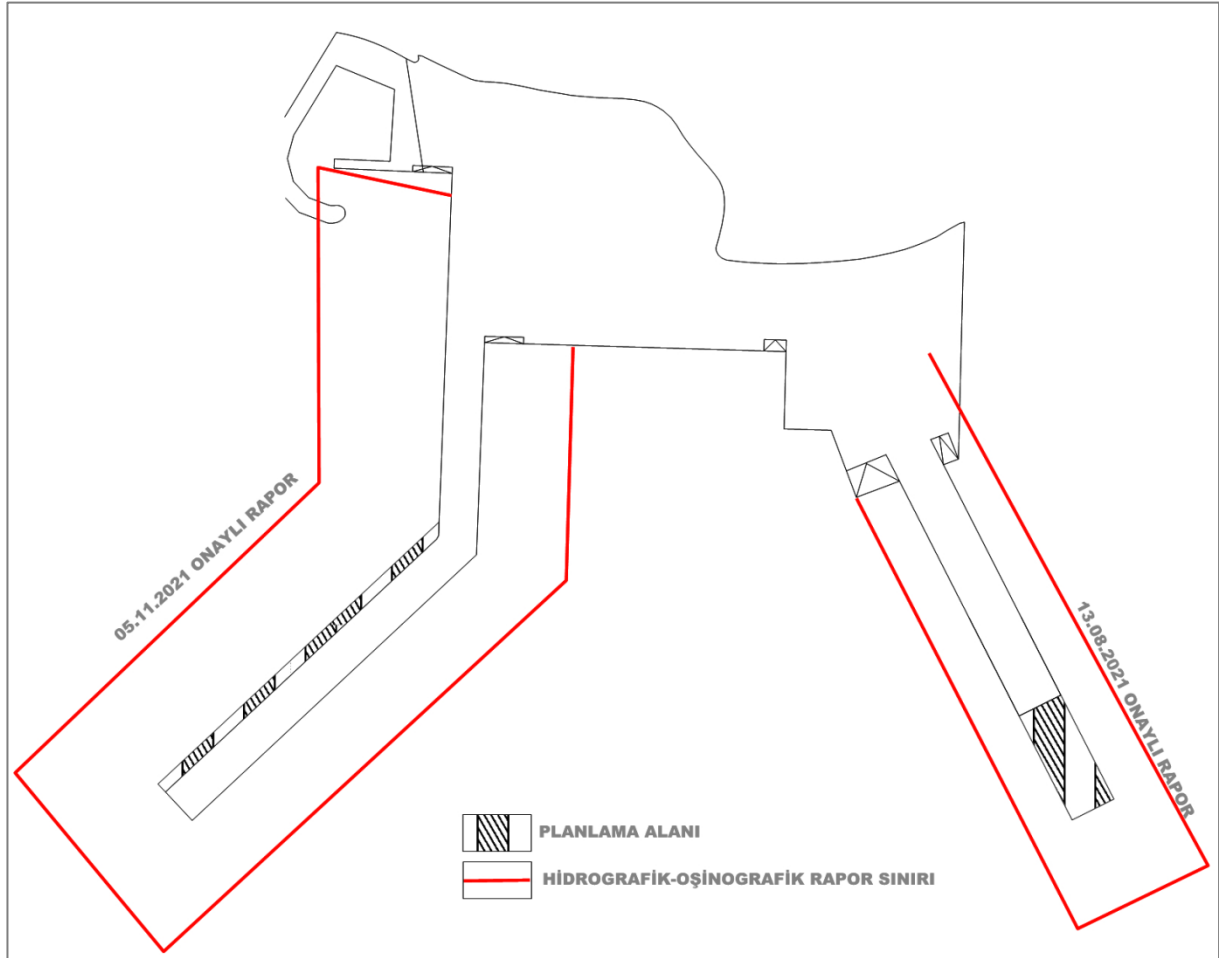 05.11.2021 ONAYLI RAPOR
13.08.2021 ONAYLI RAPOR
PLANLAMA ALANI
HİDROGRAFİK-OŞİNOGRAFİK RAPOR SINIRI